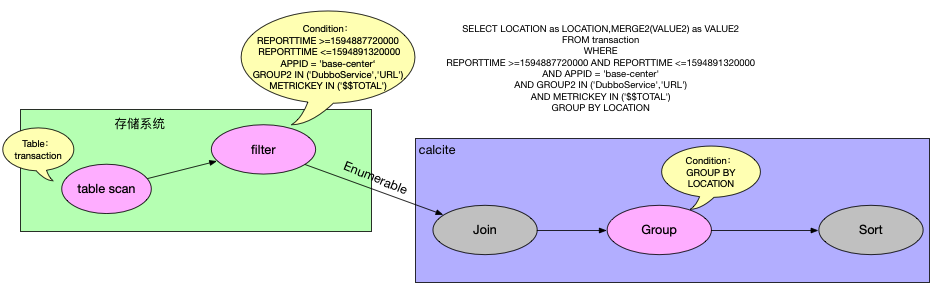 Condition：
REPORTTIME >=1594887720000
REPORTTIME <=1594891320000
APPID = 'base-center'
GROUP2 IN ('DubboService','URL')
METRICKEY IN ('$$TOTAL')
SELECT LOCATION as LOCATION,MERGE2(VALUE2) as VALUE2
FROM transaction
WHERE
REPORTTIME >=1594887720000 AND REPORTTIME <=1594891320000
AND APPID = 'base-center'
AND GROUP2 IN ('DubboService','URL')
AND METRICKEY IN ('$$TOTAL')
GROUP BY LOCATION
存储系统
Table：
transaction
filter
table scan
Enumerable
calcite
Condition：
GROUP BY
LOCATION
Join
Group
Sort